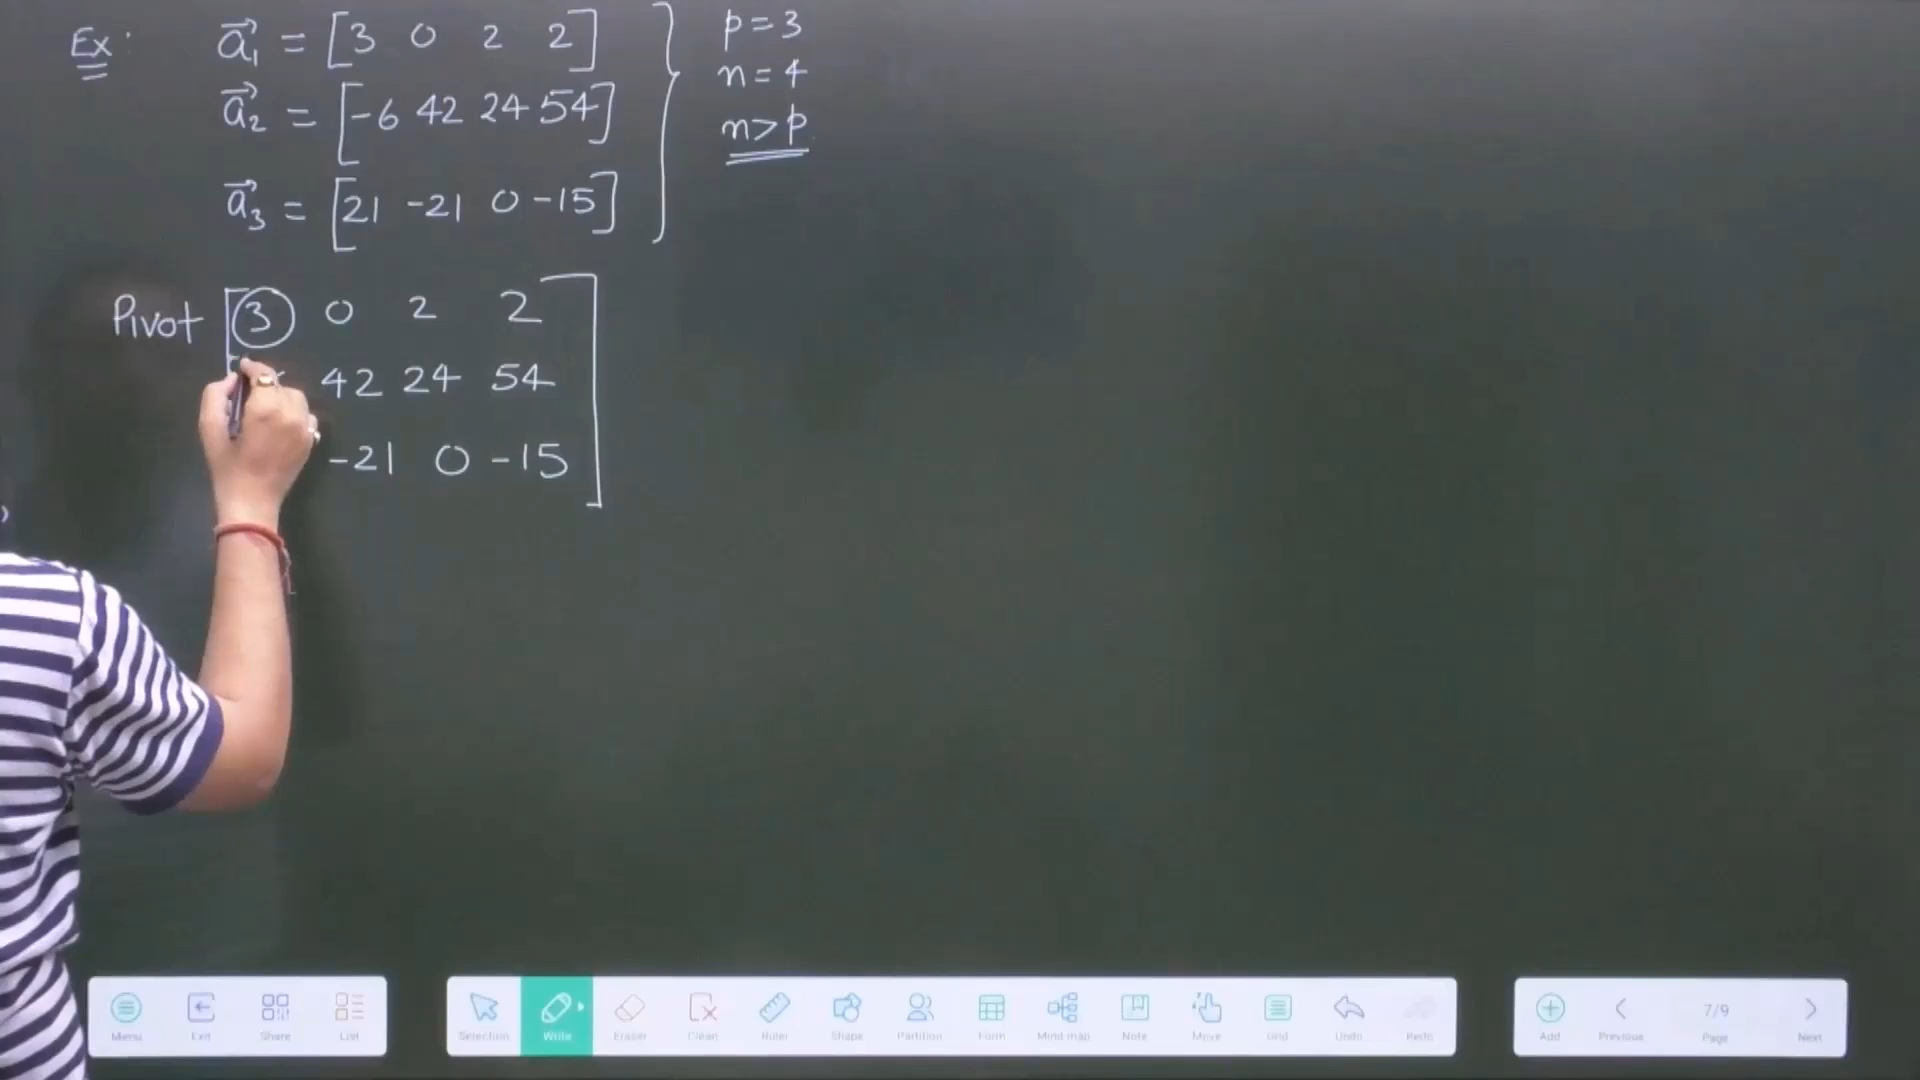 Ex: a⃗₁ = [3 0 2 2]
a⃗₂ = [-6 42 24 54]
a⃗₃ = [21 -21 0 -15]
p = 3
n = 4
n > p
Pivot [3 0 2 2
42 24 54
-21 0 -15]
Menu Exit Share List Selection Write Eraser Clean Ruler Shape Partition Form Mind map Note Move Grid Undo Redo Add Previous 7/9 Page Next